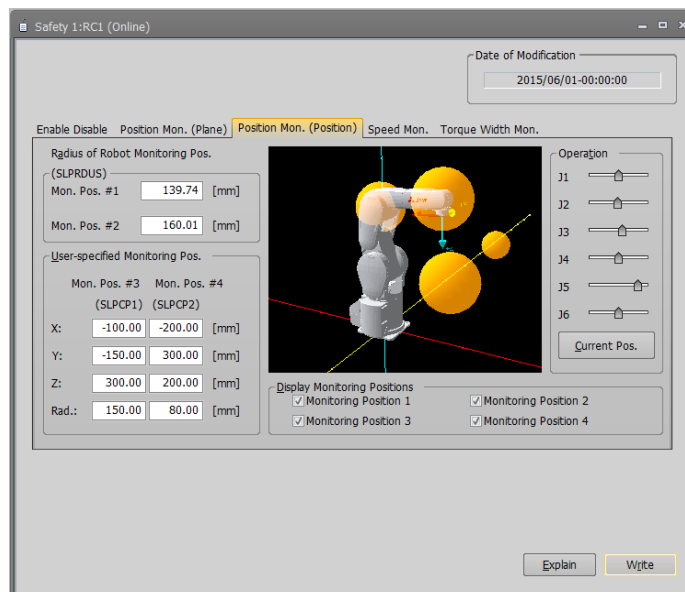 Safety 1:RC1 (Online)
Date of Modification
2015/06/01-00:00:00
Enable Disable Position Mon. (Plane) Position Mon. (Position) Speed Mon. Torque Width Mon.
Radius of Robot Monitoring Pos.
(SLPRDUS)
Mon. Pos. #1 139.74 [mm]
Mon. Pos. #2 160.01 [mm]
User-specified Monitoring Pos.
Mon. Pos. #3 Mon. Pos. #4
(SLPCP1) (SLPCP2)
X: -100.00 -200.00 [mm]
Y: -150.00 300.00 [mm]
Z: 300.00 200.00 [mm]
Rad.: 150.00 80.00 [mm]
Operation
J1
J2
J3
J4
J5
J6
Current Pos.
Display Monitoring Positions
Monitoring Position 1 Monitoring Position 2
Monitoring Position 3 Monitoring Position 4
Explain Write